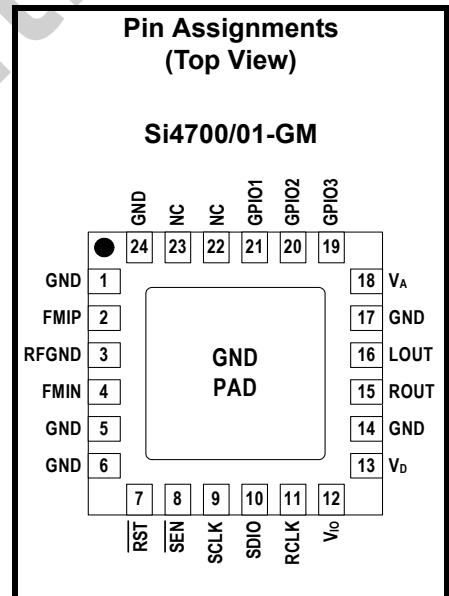 Pin Assignments
(Top View)
Si4700/01-GM
GND NC NC GPIO1 GPIO2 GPIO3
24 23 22 21 20 19
GND 1
FMIP 2
RFGND 3
FMIN 4
GND 5
GND 6
GND
PAD
18 VA
17 GND
16 LOUT
15 ROUT
14 GND
13 VD
7 8 9 10 11 12
RST SEN SCLK SDIO RCLK VIO